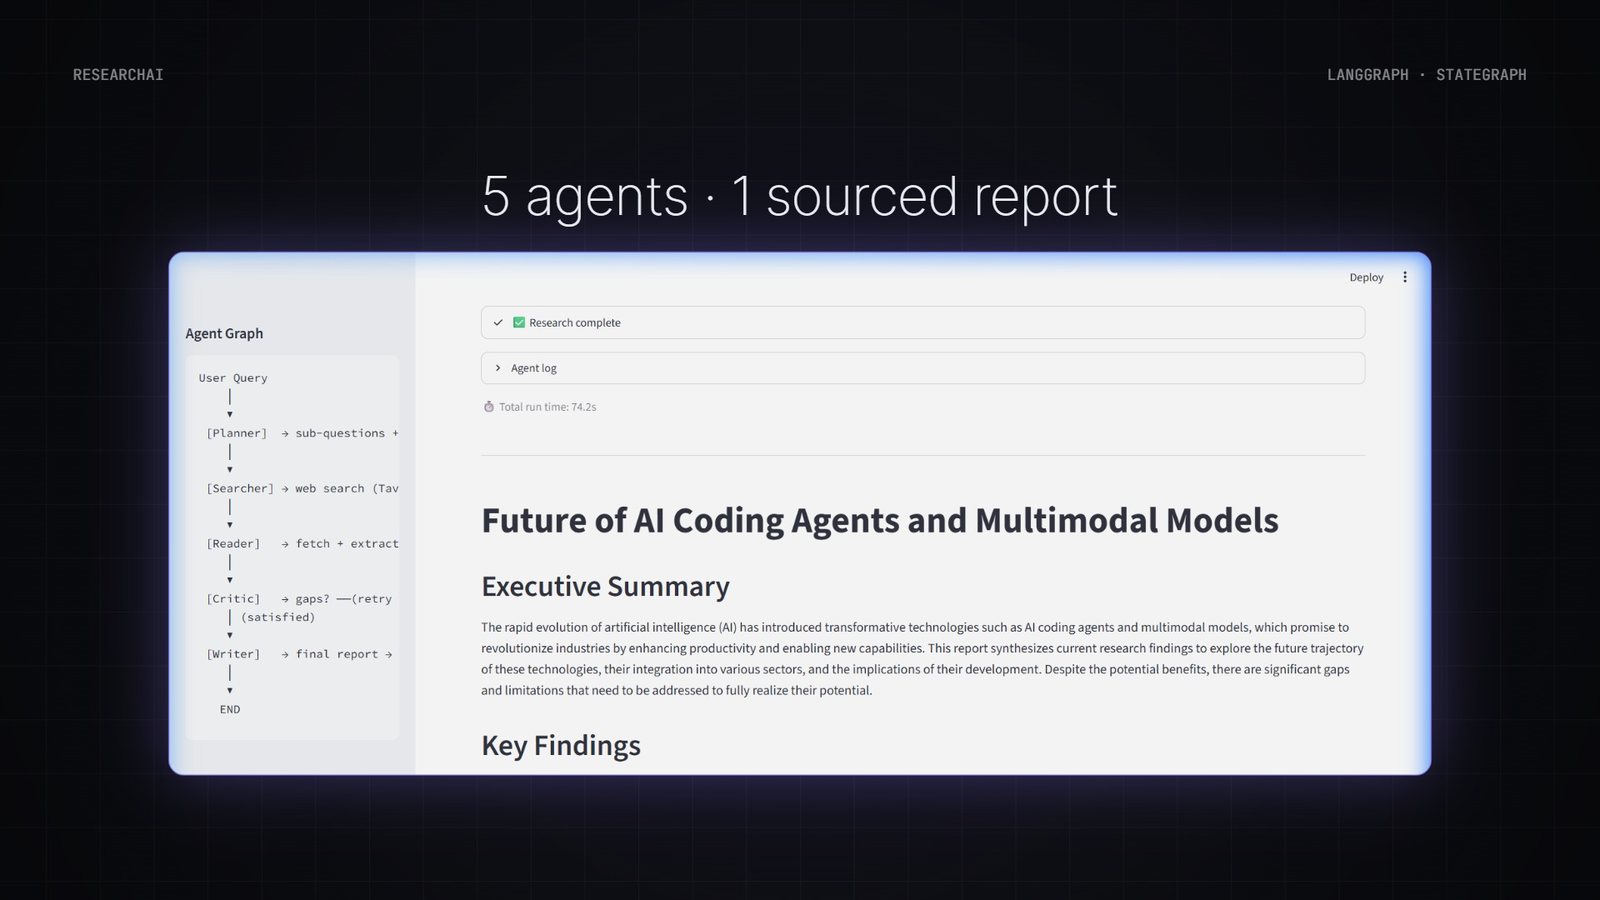 RESEARCHAI
LANGGRAPH · STATEGRAPH
5 agents · 1 sourced report
Deploy
Agent Graph
User Query
[Planner] → sub-questions +
[Searcher] → web search (Tav
[Reader] → fetch + extract
[Critic] → gaps? ──(retry
(satisfied)
[Writer] → final report →
END
✅ Research complete
Agent log
Total run time: 74.2s
Future of AI Coding Agents and Multimodal Models
Executive Summary
The rapid evolution of artificial intelligence (AI) has introduced transformative technologies such as AI coding agents and multimodal models, which promise to
revolutionize industries by enhancing productivity and enabling new capabilities. This report synthesizes current research findings to explore the future trajectory
of these technologies, their integration into various sectors, and the implications of their development. Despite the potential benefits, there are significant gaps
and limitations that need to be addressed to fully realize their potential.
Key Findings